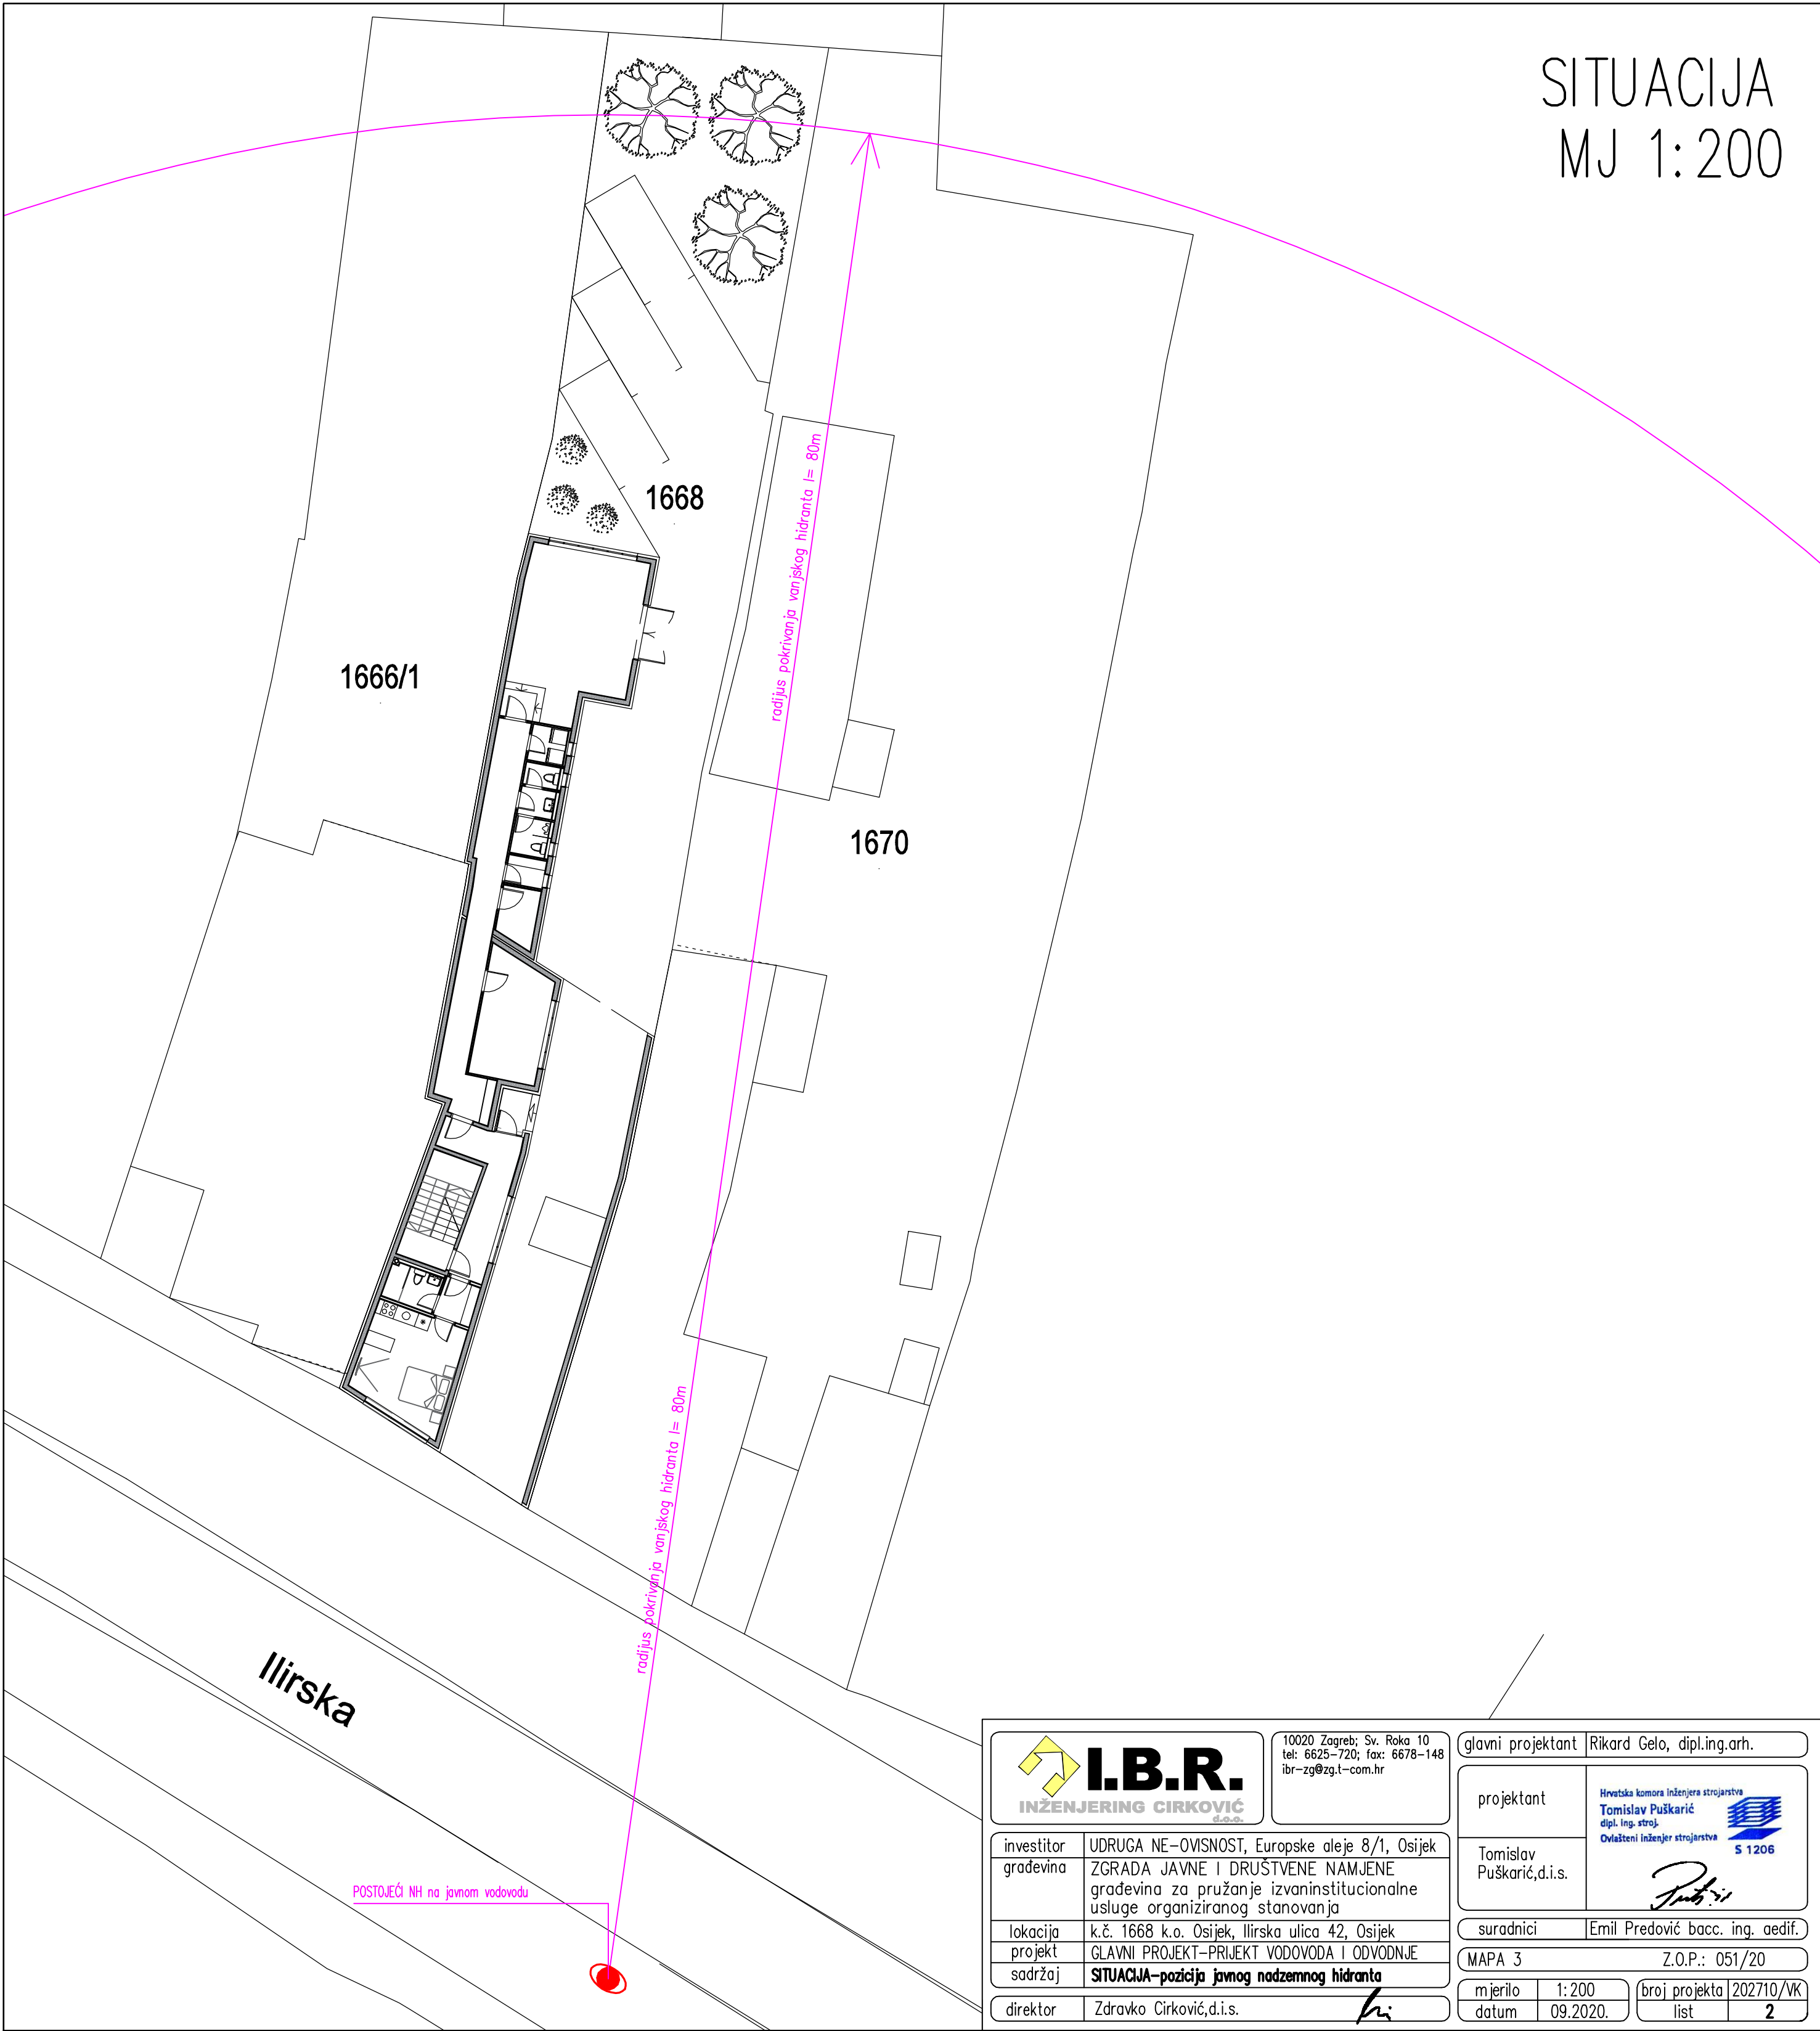 SITUACIJA
MJ 1:200
radijus pokrivanja vanjskog hidranta l= 80m
1668
1666/1
1670
radijus pokrivanja vanjskog hidranta l= 80m
Ilirska
POSTOJEĆI NH na javnom vodovodu
I.B.R.
INŽENJERING CIRKOVIĆ
d.o.o.
10020 Zagreb; Sv. Roka 10
tel: 6625-720; fax: 6678-148
ibr-zg@zg.t-com.hr
investitor UDRUGA NE-OVISNOST, Europske aleje 8/1, Osijek
građevina ZGRADA JAVNE I DRUŠTVENE NAMJENE
građevina za pružanje izvaninstitucionalne
usluge organiziranog stanovanja
lokacija k.č. 1668 k.o. Osijek, Ilirska ulica 42, Osijek
projekt GLAVNI PROJEKT-PRIJEKT VODOVODA I ODVODNJE
sadržaj SITUACIJA-pozicija javnog nadzemnog hidranta
direktor Zdravko Cirković,d.i.s.
glavni projektant Rikard Gelo, dipl.ing.arh.
projektant
Tomislav
Puškarić,d.i.s.
Hrvatska komora inženjera strojarstva
Tomislav Puškarić
dipl. ing. stroj.
Ovlašteni inženjer strojarstva
S 1206
suradnici Emil Predović bacc. ing. aedif.
MAPA 3 Z.O.P.: 051/20
mjerilo 1:200 broj projekta 202710/VK
datum 09.2020. list 2